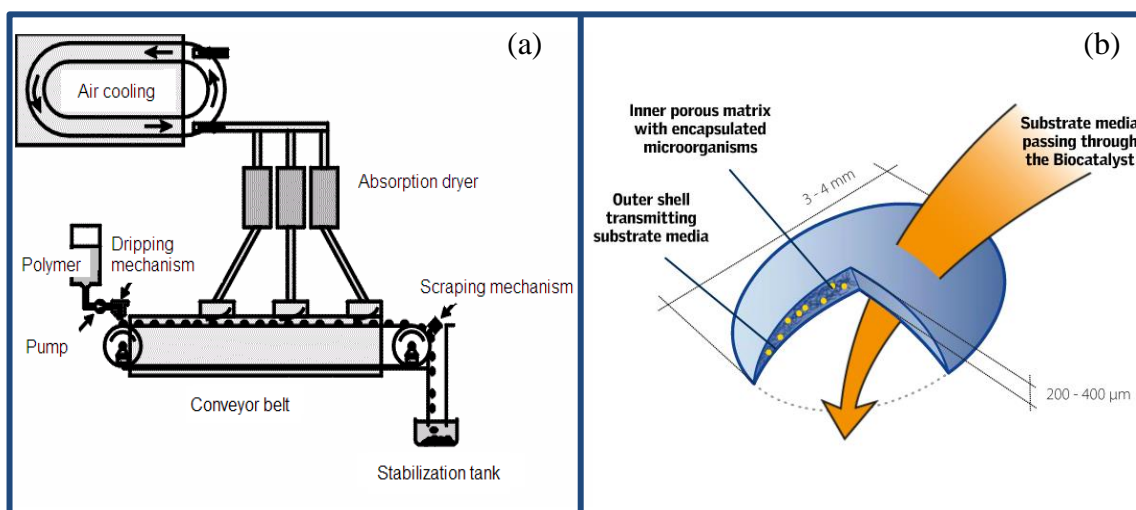 (a)
Air cooling
Absorption dryer
Polymer
Dripping
mechanism
Scraping mechanism
Pump
Conveyor belt
Stabilization tank
(b)
Inner porous matrix
with encapsulated
microorganisms
Substrate media
passing through
the Biocatalyst
3 - 4 mm
Outer shell
transmitting
substrate media
200 - 400 µm